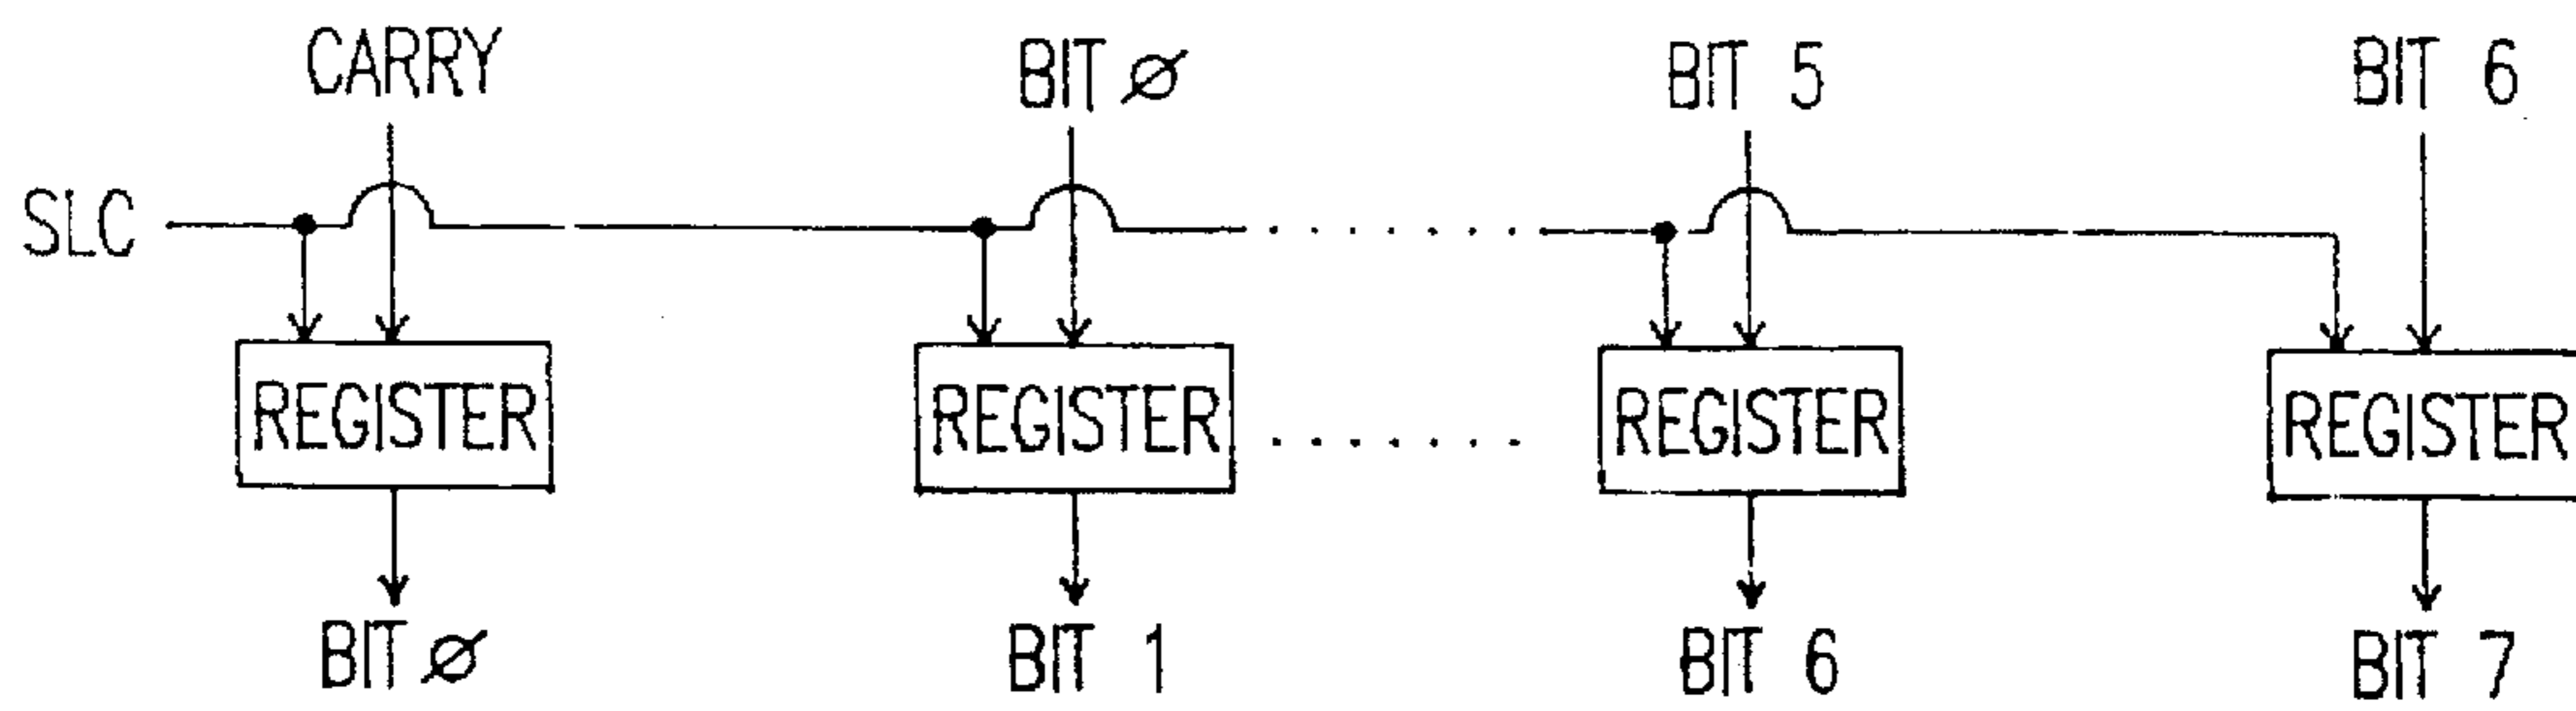 CARRY BIT Ø BIT 5 BIT 6
SLC
REGISTER REGISTER REGISTER REGISTER
BIT Ø BIT 1 BIT 6 BIT 7